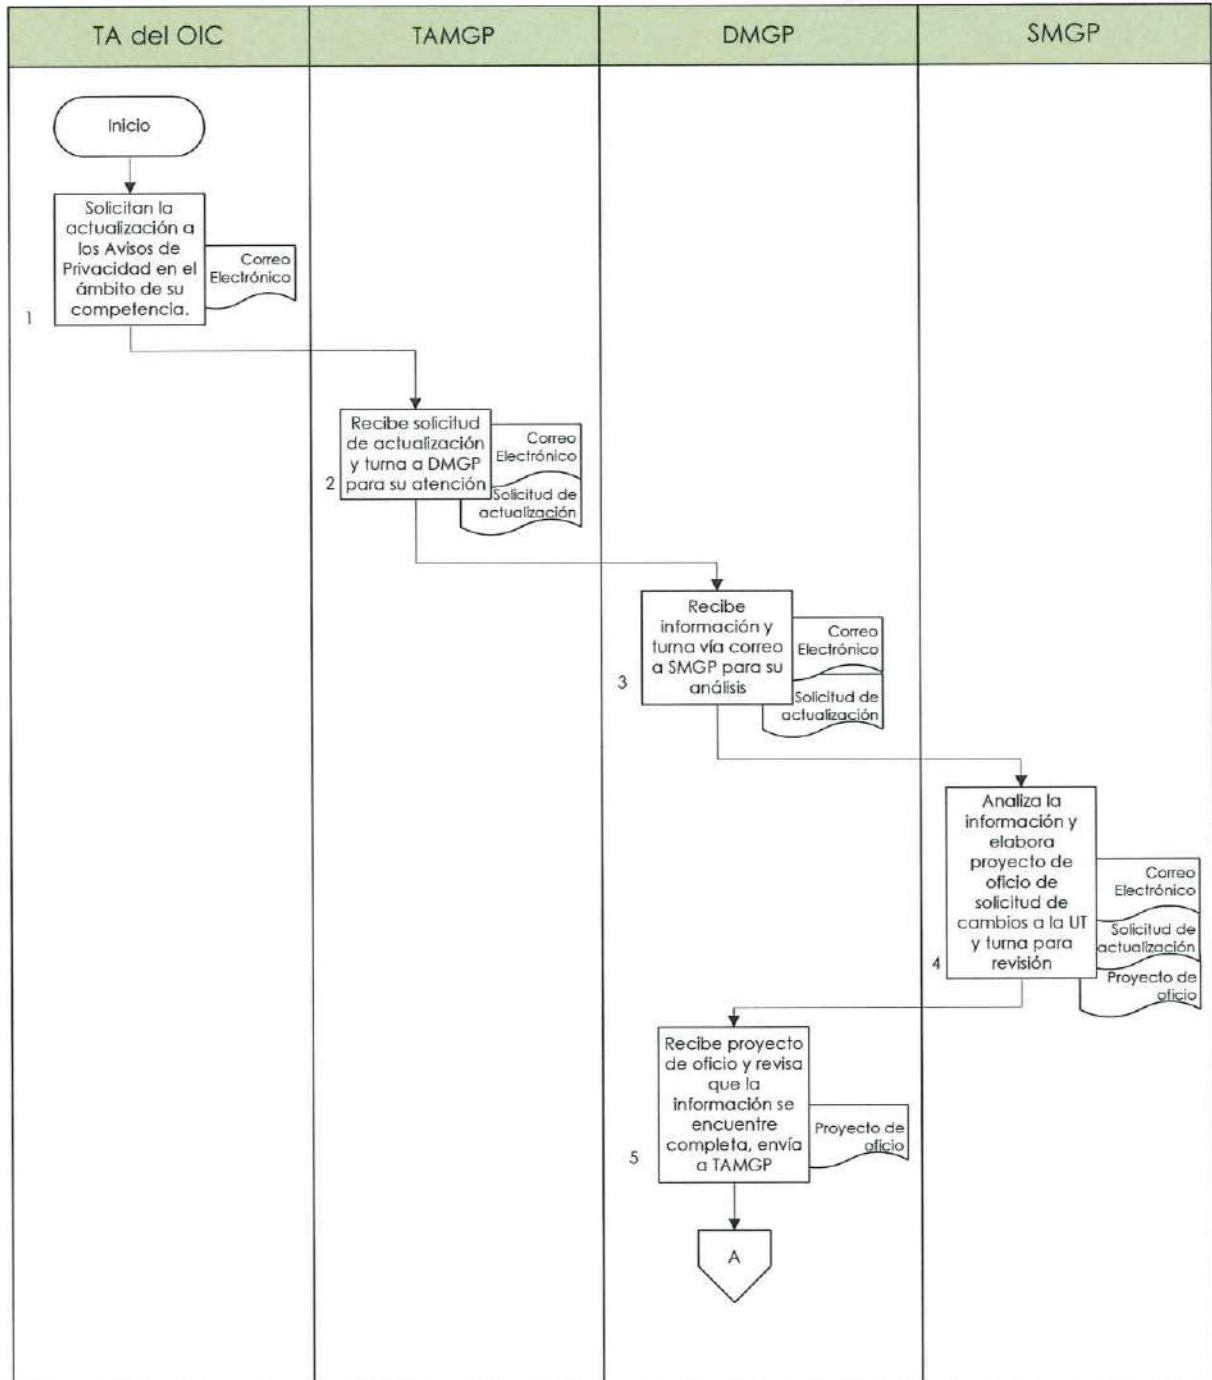 TA del OIC
TAMGP
DMGP
SMGP
Inicio
Solicitan la
actualización a
los Avisos de
Privacidad en el
ámbito de su
competencia.
Correo
Electrónico
1
Recibe solicitud
de actualización
y turna a DMGP
para su atención
Correo
Electrónico
Solicitud de
actualización
2
Recibe
información y
turna vía correo
a SMGP para su
análisis
Correo
Electrónico
Solicitud de
actualización
3
Analiza la
información y
elabora
proyecto de
oficio de
solicitud de
cambios a la UT
y turna para
revisión
Correo
Electrónico
Solicitud de
actualización
Proyecto de
oficio
4
Recibe proyecto
de oficio y revisa
que la
información se
encuentre
completa, envía
a TAMGP
Proyecto de
oficio
5
A